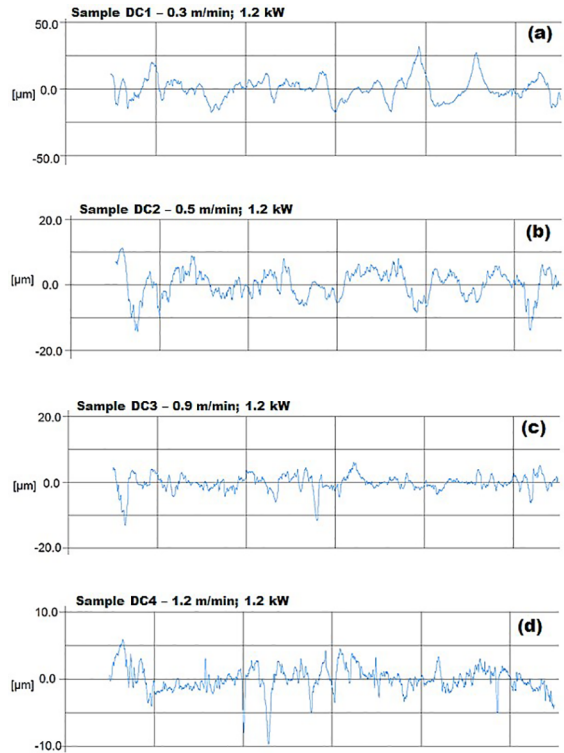 Sample DC1 – 0.3 m/min; 1.2 kW
50.0
(a)
[µm] 0.0
-50.0
Sample DC2 – 0.5 m/min; 1.2 kW
20.0
(b)
[µm] 0.0
-20.0
Sample DC3 – 0.9 m/min; 1.2 kW
20.0
(c)
[µm] 0.0
-20.0
Sample DC4 – 1.2 m/min; 1.2 kW
10.0
(d)
[µm] 0.0
-10.0